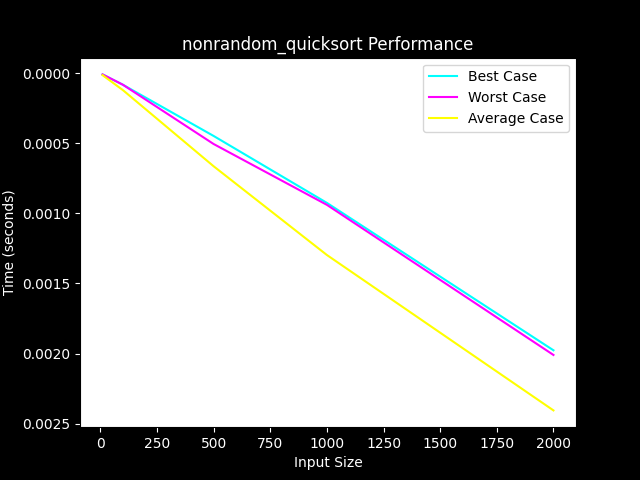 nonrandom_quicksort Performance
Best Case
Worst Case
Average Case
Time (seconds)
0.0000
0.0005
0.0010
0.0015
0.0020
0.0025
0 250 500 750 1000 1250 1500 1750 2000
Input Size